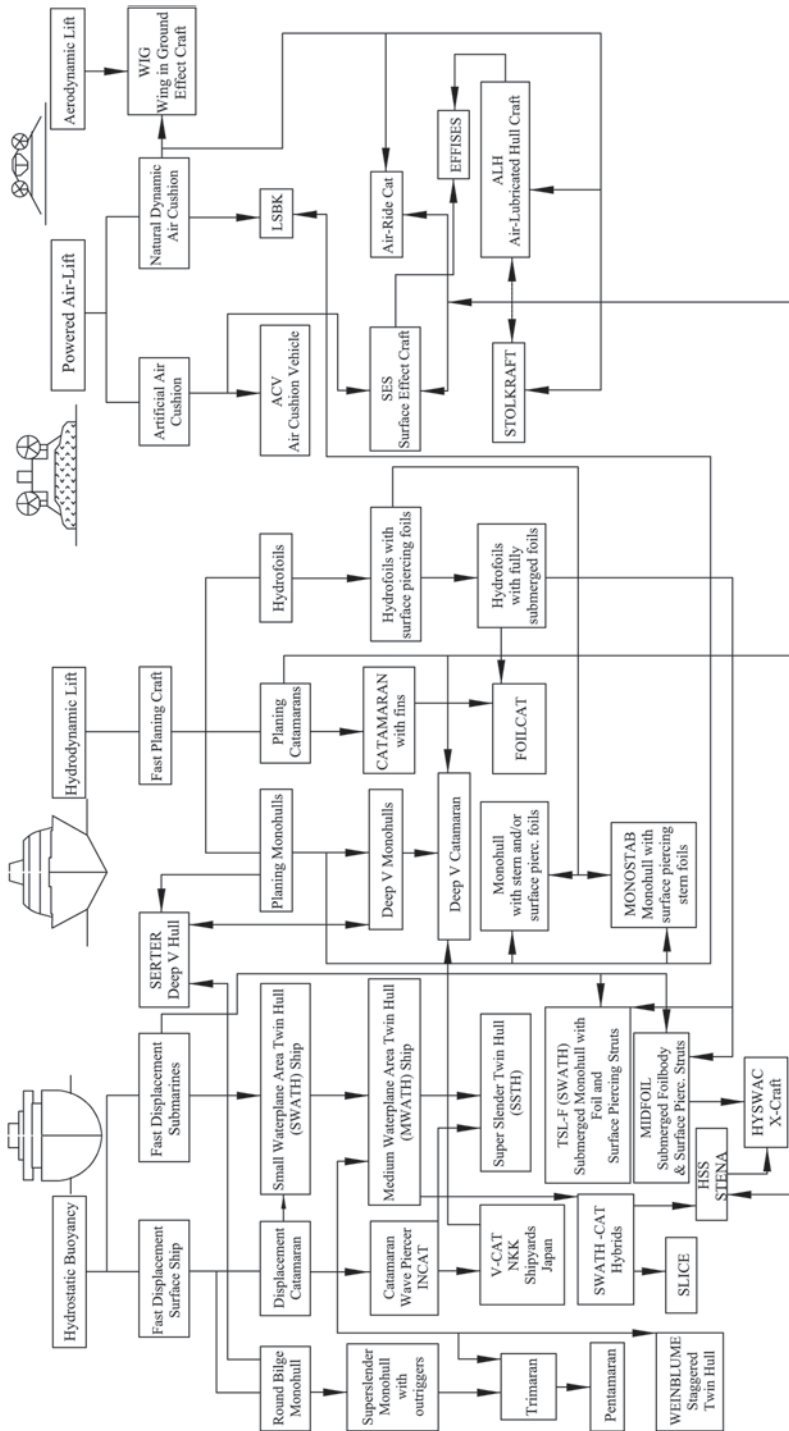 Hydrostatic Buoyancy
Hydrodynamic Lift
Powered Air-Lift
Aerodynamic Lift
Fast Displacement
Surface Ship
Fast Displacement
Submarines
SERTER
Deep V Hull
Fast Planing Craft
Artificial Air
Cushion
Natural Dynamic
Air Cushion
WIG
Wing in Ground
Effect Craft
Round Bilge
Monohull
Displacement
Catamaran
Small Waterplane Area Twin Hull
(SWATH) Ship
Planing Monohulls
Planing
Catamarans
Hydrofoils
ACV
Air Cushion Vehicle
LSBK
Superslender
Monohull
with
outriggers
Catamaran
Wave Piercer
INCAT
Medium Waterplane Area Twin Hull
(MWATH) Ship
Deep V Monohulls
CATAMARAN
with fins
Hydrofoils with
surface piercing foils
SES
Surface Effect Craft
Air-Ride Cat
Deep V Catamaran
EFFISES
Trimaran
V-CAT
NKK
Shipyards
Japan
Super Slender Twin Hull
(SSTH)
Monohull
with stern and/or
surface pierc. foils
FOILCAT
Hydrofoils
with fully
submerged foils
STOLKRAFT
ALH
Air-Lubricated Hull Craft
Pentamaran
SWATH -CAT
Hybrids
TSL-F (SWATH)
Submerged Monohull with
Foil and
Surface Piercing Struts
MONOSTAB
Monohull with
surface piercing
stern foils
WEINBLUME
Staggered
Twin Hull
SLICE
HSS
STENA
MIDFOIL
Submerged Foilbody
& Surface Pierc. Struts
HYSWAC
X-Craft